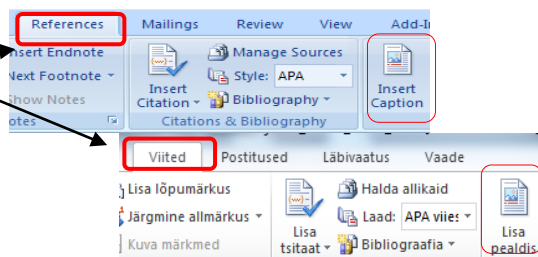 References Mailings Review View Add-I
nsert Endnote
Next Footnote
Show Notes
otes
Insert
Citation
Manage Sources
Style: APA
Bibliography
Citations & Bibliography
Insert
Caption
Viited Postitused Läbivaatus Vaade
Lisa lõpumärkus
Järgmine allmärkus
Kuva märkmed
Lisa
tsitaat
Halda allikaid
Laad: APA viies
Bibliograafia
Lisa
pealdis